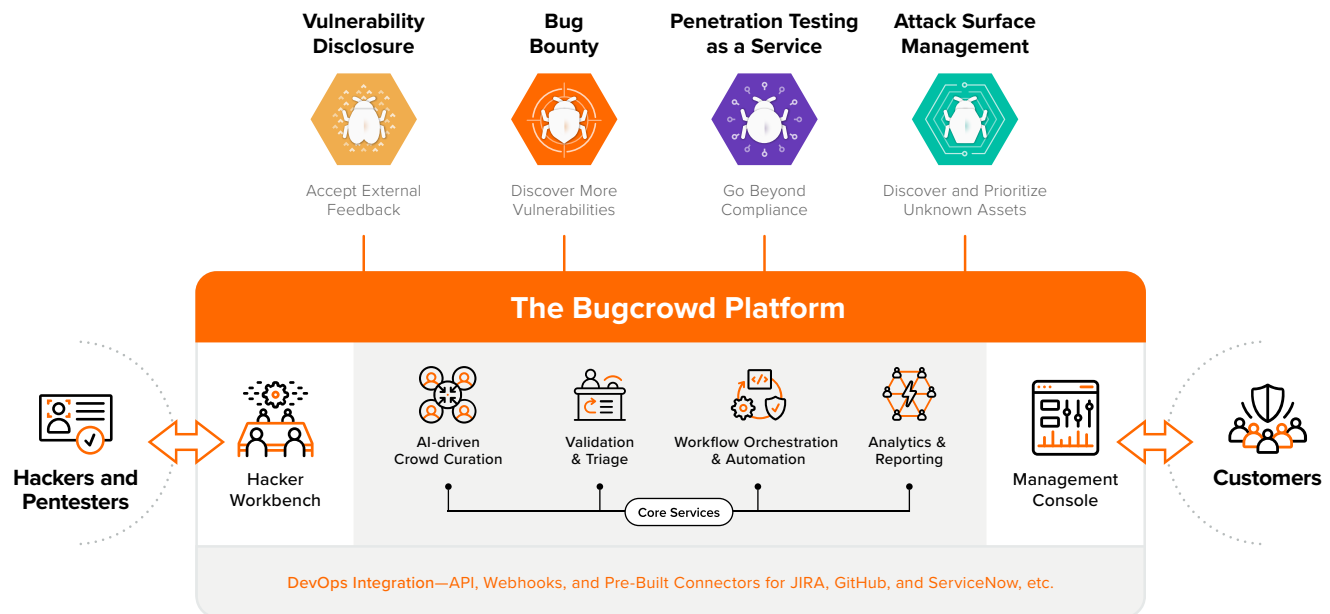 Vulnerability
Disclosure
Bug
Bounty
Penetration Testing
as a Service
Attack Surface
Management
Accept External
Feedback
Discover More
Vulnerabilities
Go Beyond
Compliance
Discover and Prioritize
Unknown Assets
The Bugcrowd Platform
Hackers and
Pentesters
Hacker
Workbench
</>
AI-driven
Crowd Curation
Validation
& Triage
Workflow Orchestration
& Automation
Analytics &
Reporting
Core Services
Management
Console
Customers
DevOps Integration—API, Webhooks, and Pre-Built Connectors for JIRA, GitHub, and ServiceNow, etc.